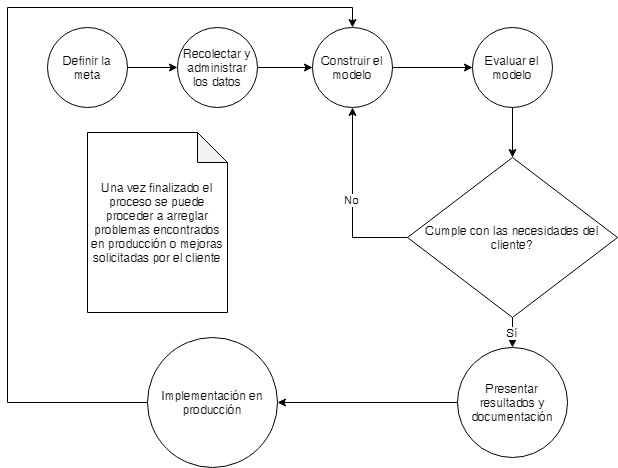 Definir la
meta
Recolectar y
administrar
los datos
Construir el
modelo
Evaluar el
modelo
Una vez finalizado el
proceso se puede
proceder a arreglar
problemas encontrados
en producción o mejoras
solicitadas por el cliente
No
Cumple con las necesidades del
cliente?
Sí
Implementación en
producción
Presentar
resultados y
documentación